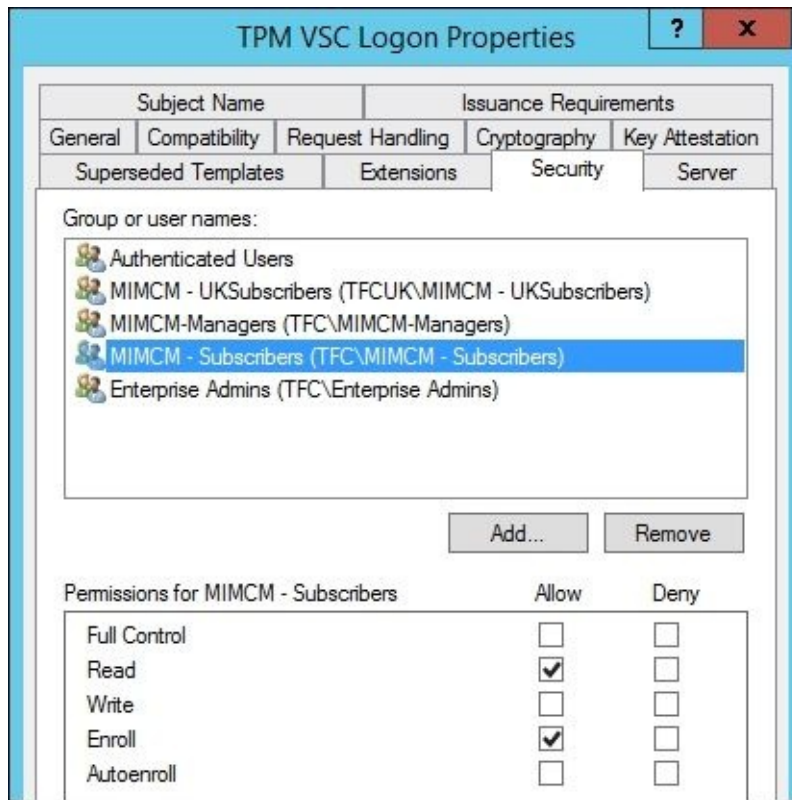 TPM VSC Logon Properties ? x
Subject Name Issuance Requirements
General Compatibility Request Handling Cryptography Key Attestation
Superseded Templates Extensions Security Server
Group or user names:
Authenticated Users
MIMCM - UKSubscribers (TFCUK\MIMCM - UKSubscribers)
MIMCM-Managers (TFC\MIMCM-Managers)
MIMCM - Subscribers (TFC\MIMCM - Subscribers)
Enterprise Admins (TFC\Enterprise Admins)
Add... Remove
Permissions for MIMCM - Subscribers Allow Deny
Full Control
Read
Write
Enroll
Autoenroll